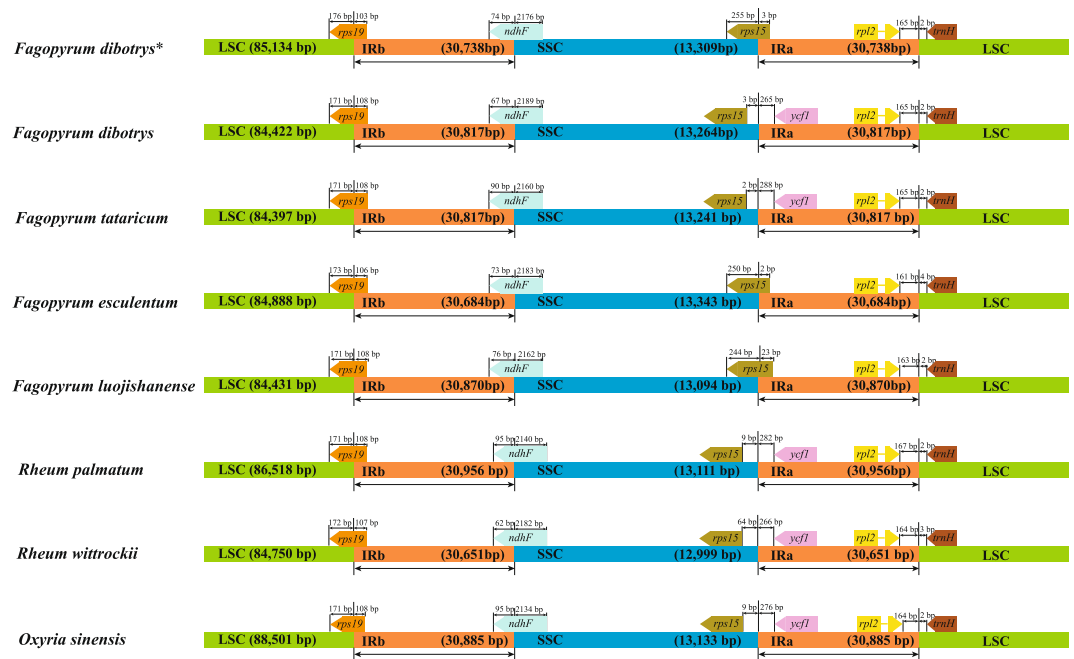 176 bp 103 bp 74 bp 2176 bp 255 bp 3 bp 165 bp 2 bp
rps19 ndhF rps15 rpl2 trnH
Fagopyrum dibotrys* LSC (85,134 bp) IRb (30,738bp) SSC (13,309bp) IRa (30,738bp) LSC
171 bp 108 bp 67 bp 2189 bp 3 bp 265 bp 165 bp 2 bp
rps19 ndhF rps15 ycf1 rpl2 trnH
Fagopyrum dibotrys LSC (84,422 bp) IRb (30,817bp) SSC (13,264bp) IRa (30,817bp) LSC
171 bp 108 bp 90 bp 2160 bp 2 bp 288 bp 165 bp 2 bp
rps19 ndhF rps15 ycf1 rpl2 trnH
Fagopyrum tataricum LSC (84,397 bp) IRb (30,817bp) SSC (13,241 bp) IRa (30,817 bp) LSC
173 bp 106 bp 73 bp 2183 bp 250 bp 2 bp 161 bp 4 bp
rps19 ndhF rps15 rpl2 trnH
Fagopyrum esculentum LSC (84,888 bp) IRb (30,684bp) SSC (13,343 bp) IRa (30,684bp) LSC
171 bp 108 bp 76 bp 2162 bp 244 bp 23 bp 163 bp 2 bp
rps19 ndhF rps15 rpl2 trnH
Fagopyrum luojishanense LSC (84,431 bp) IRb (30,870bp) SSC (13,094 bp) IRa (30,870bp) LSC
171 bp 108 bp 95 bp 2140 bp 9 bp 282 bp 167 bp 2 bp
rps19 ndhF rps15 ycf1 rpl2 trnH
Rheum palmatum LSC (86,518 bp) IRb (30,956 bp) SSC (13,111 bp) IRa (30,956bp) LSC
172 bp 107 bp 62 bp 2182 bp 64 bp 266 bp 164 bp 3 bp
rps19 ndhF rps15 ycf1 rpl2 trnH
Rheum wittrockii LSC (84,750 bp) IRb (30,651bp) SSC (12,999 bp) IRa (30,651 bp) LSC
171 bp 108 bp 95 bp 2134 bp 9 bp 276 bp 164 bp 2 bp
rps19 ndhF rps15 ycf1 rpl2 trnH
Oxyria sinensis LSC (88,501 bp) IRb (30,885bp) SSC (13,133 bp) IRa (30,885 bp) LSC